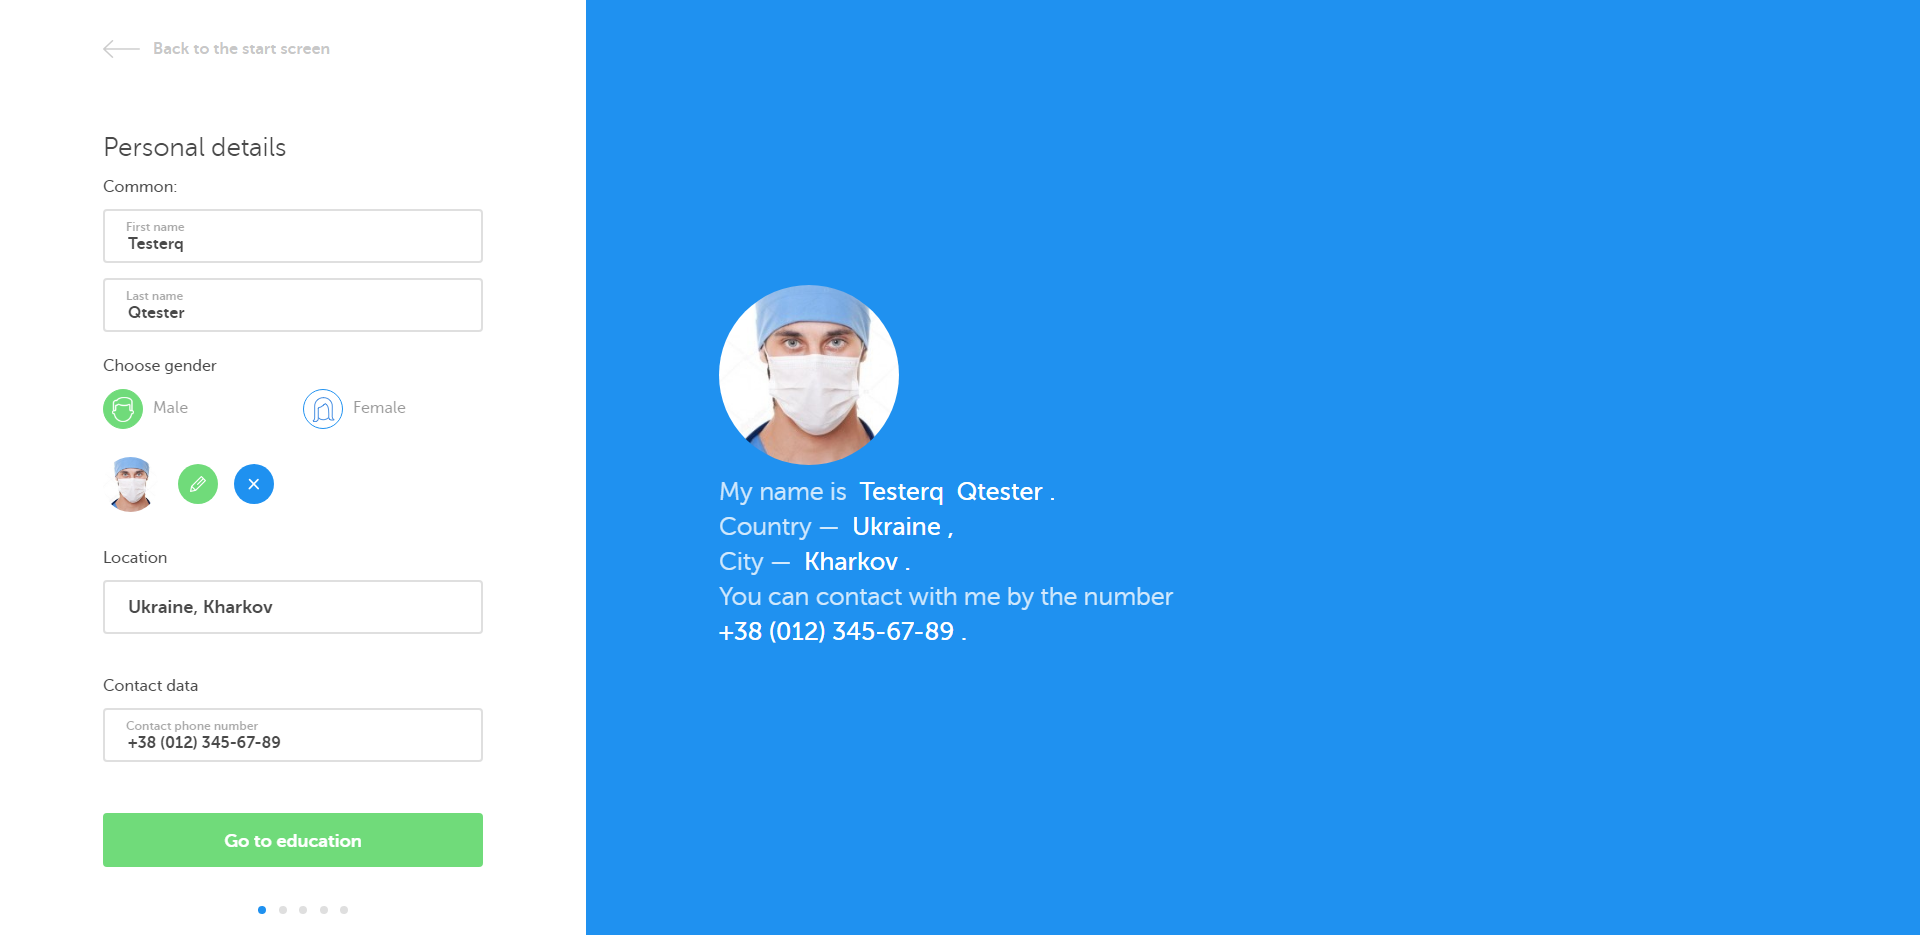 Back to the start screen
Personal details
Common:
First name
Testerq
Last name
Qtester
Choose gender
Male
Female
Location
Ukraine, Kharkov
Contact data
Contact phone number
+38 (012) 345-67-89
Go to education
My name is Testerq Qtester .
Country — Ukraine ,
City — Kharkov .
You can contact with me by the number
+38 (012) 345-67-89 .